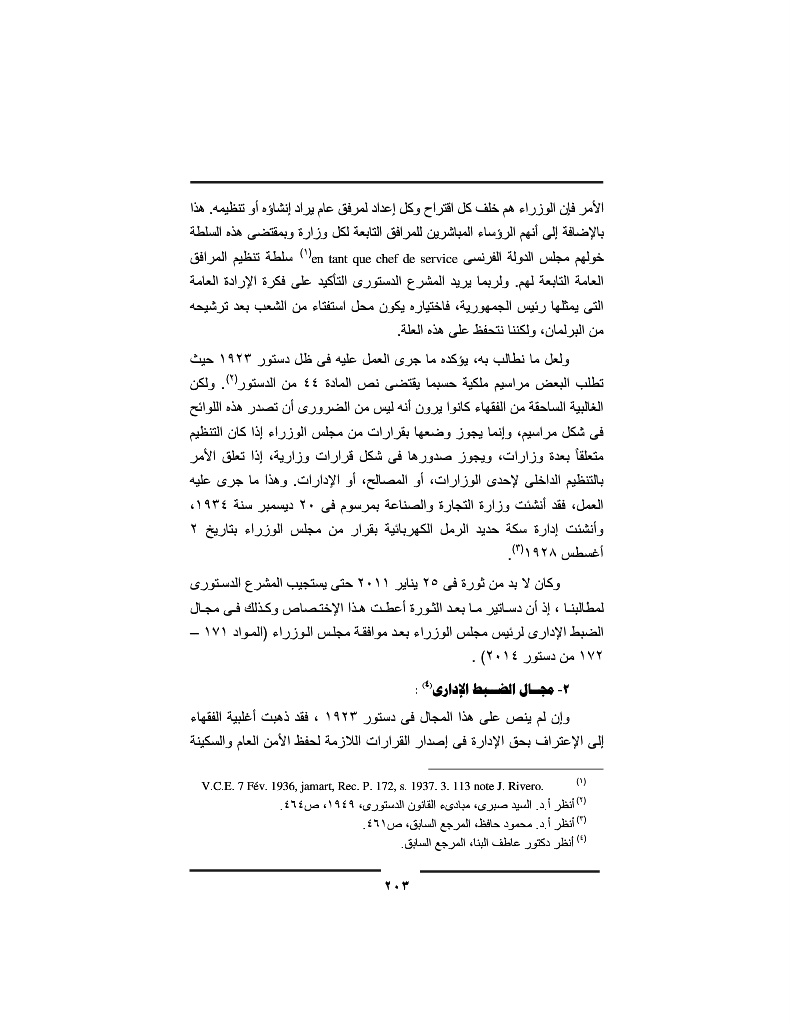 الأمر فإن الوزراء هم خلف كل اقتراح وكل إعداد لمرفق عام يراد إنشاؤه أو تنظيمه. هذا
بالإضافة إلى أنهم الرؤساء المباشرين للمرافق التابعة لكل وزارة وبمقتضى هذه السلطة
خولهم مجلس الدولة الفرنسى en tant que chef de service(١) سلطة تنظيم المرافق
العامة التابعة لهم. ولربما يريد المشرع الدستورى التأكيد على فكرة الإرادة العامة
التى يمثلها رئيس الجمهورية، فاختياره يكون محل استفتاء من الشعب بعد ترشيحه
من البرلمان، ولكننا نتحفظ على هذه العلة.
ولعل ما نطالب به، يؤكده ما جرى العمل عليه فى ظل دستور ١٩٢٣ حيث
تطلب البعض مراسيم ملكية حسبما يقتضى نص المادة ٤٤ من الدستور(٢). ولكن
الغالبية الساحقة من الفقهاء كانوا يرون أنه ليس من الضرورى أن تصدر هذه اللوائح
فى شكل مراسيم، وإنما يجوز وضعها بقرارات من مجلس الوزراء إذا كان التنظيم
متعلقاً بعدة وزارات، ويجوز صدورها فى شكل قرارات وزارية، إذا تعلق الأمر
بالتنظيم الداخلى لإحدى الوزارات، أو المصالح، أو الإدارات. وهذا ما جرى عليه
العمل، فقد أنشئت وزارة التجارة والصناعة بمرسوم فى ٢٠ ديسمبر سنة ١٩٣٤،
وأنشئت إدارة سكة حديد الرمل الكهربائية بقرار من مجلس الوزراء بتاريخ ٢
أغسطس ١٩٢٨(٣).
وكان لا بد من ثورة فى ٢٥ يناير ٢٠١١ حتى يستجيب المشرع الدستورى
لمطالبنا ، إذ أن دساتير ما بعد الثورة أعطت هذا الإختصاص وكذلك فى مجال
الضبط الإدارى لرئيس مجلس الوزراء بعد موافقة مجلس الوزراء (المواد ١٧١ –
١٧٢ من دستور ٢٠١٤) .
٢- مجال الضبط الإدارى(٤) :
وإن لم ينص على هذا المجال فى دستور ١٩٢٣ ، فقد ذهبت أغلبية الفقهاء
إلى الإعتراف بحق الإدارة فى إصدار القرارات اللازمة لحفظ الأمن العام والسكينة
(١) V.C.E. 7 Fév. 1936, jamart, Rec. P. 172, s. 1937. 3. 113 note J. Rivero.
(٢) أنظر أ.د. السيد صبرى، مبادىء القانون الدستورى، ١٩٤٩، ص٤٦٤.
(٣) أنظر أ.د. محمود حافظ، المرجع السابق، ص٤٦١.
(٤) أنظر دكتور عاطف البنا، المرجع السابق.
٢٠٣